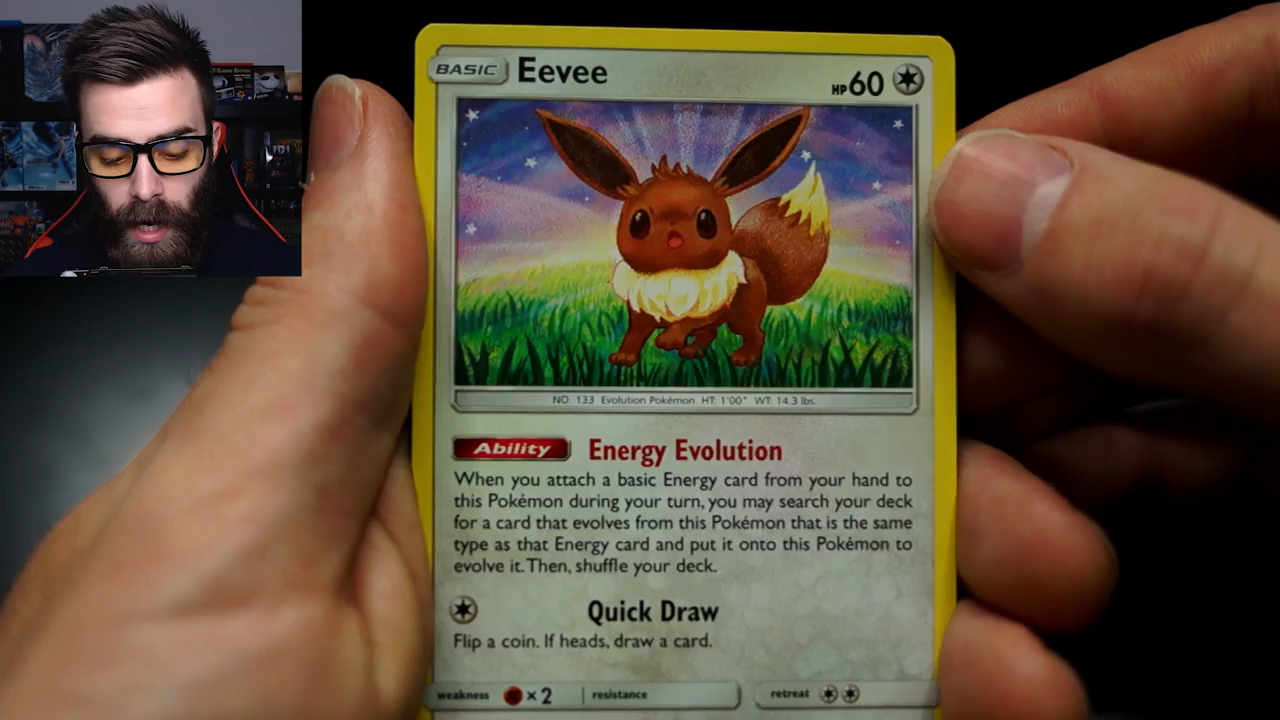 BASIC Eevee HP60
NO. 133 Evolution Pokémon HT: 1'00" WT: 14.3 lbs.
Ability Energy Evolution
When you attach a basic Energy card from your hand to
this Pokémon during your turn, you may search your deck
for a card that evolves from this Pokémon that is the same
type as that Energy card and put it onto this Pokémon to
evolve it. Then, shuffle your deck.
Quick Draw
Flip a coin. If heads, draw a card.
weakness ×2 resistance retreat